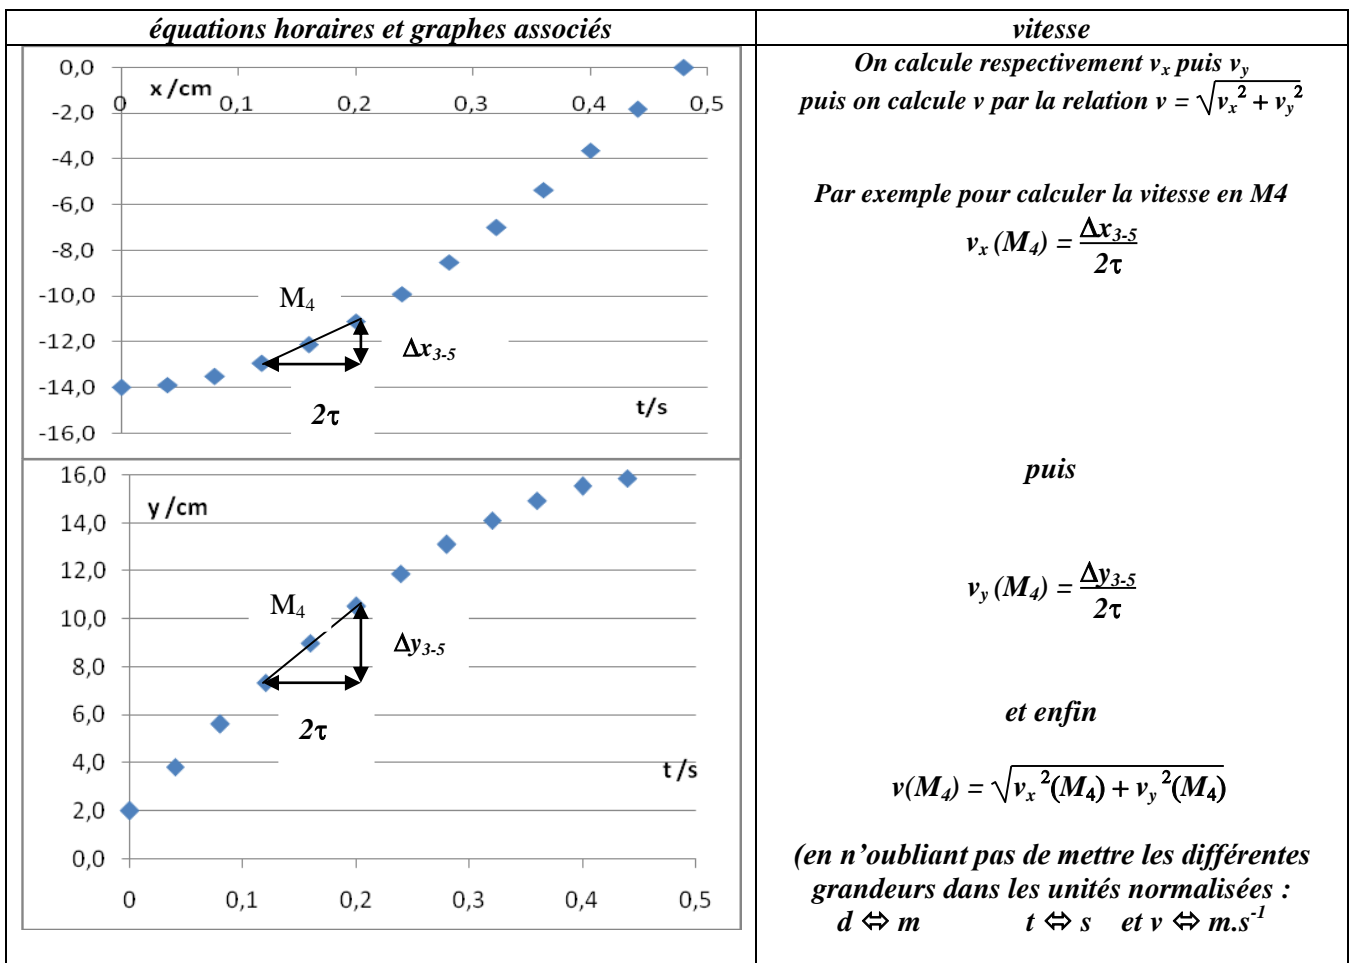 équations horaires et graphes associés
vitesse
0,0
-2,0
-4,0
-6,0
-8,0
-10,0
-12,0
-14,0
-16,0
0
x /cm
0,1
0,2
0,3
0,4
0,5
M4
Δx3-5
2τ
t/s
16,0
14,0
12,0
10,0
8,0
6,0
4,0
2,0
0,0
y /cm
M4
Δy3-5
2τ
t /s
0
0,1
0,2
0,3
0,4
0,5
On calcule respectivement vx puis vy
puis on calcule v par la relation v = √vx² + vy²
Par exemple pour calculer la vitesse en M4
vx (M4) = Δx3-5
2τ
puis
vy (M4) = Δy3-5
2τ
et enfin
v(M4) = √vx ²(M4) + vy ²(M4)
(en n’oubliant pas de mettre les différentes
grandeurs dans les unités normalisées :
d ⇔ m t ⇔ s et v ⇔ m.s-1